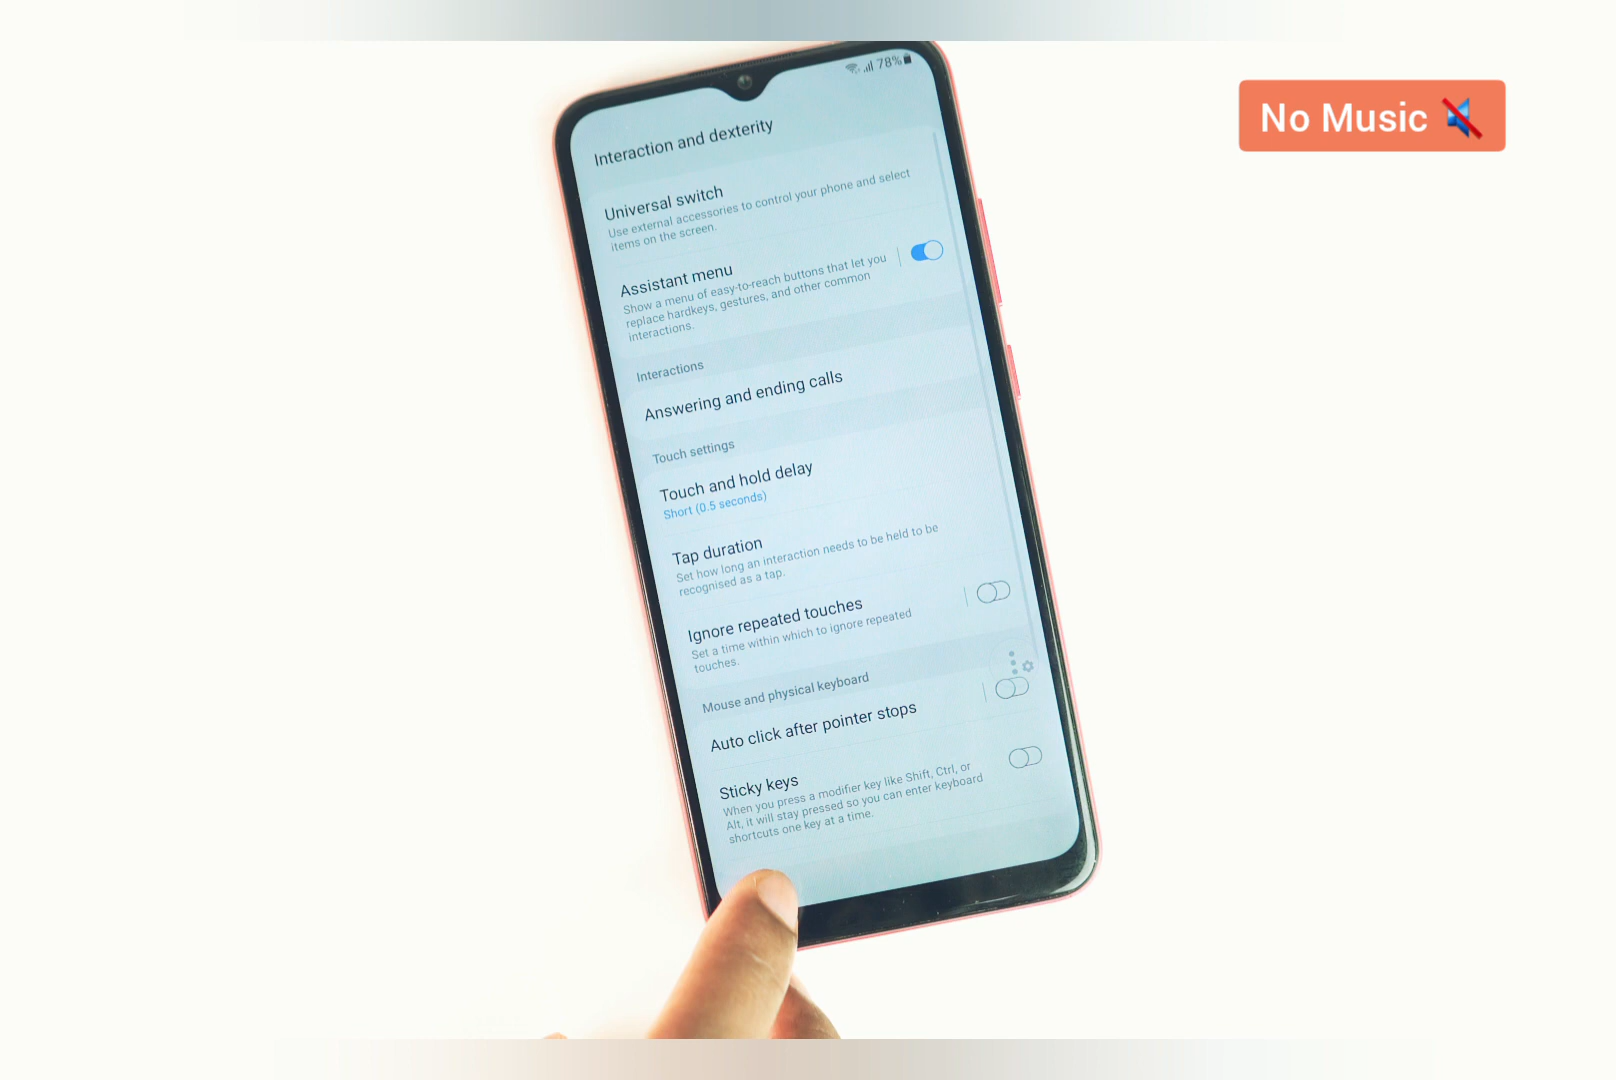 No Music
78%
Interaction and dexterity
Universal switch
Use external accessories to control your phone and select
items on the screen.
Assistant menu
Show a menu of easy-to-reach buttons that let you
replace hardkeys, gestures, and other common
interactions.
Interactions
Answering and ending calls
Touch settings
Touch and hold delay
Short (0.5 seconds)
Tap duration
Set how long an interaction needs to be held to be
recognised as a tap.
Ignore repeated touches
Set a time within which to ignore repeated
touches.
Mouse and physical keyboard
Auto click after pointer stops
Sticky keys
When you press a modifier key like Shift, Ctrl, or
Alt, it will stay pressed so you can enter keyboard
shortcuts one key at a time.